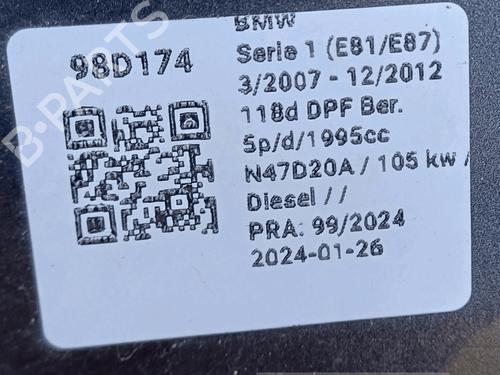 98D174
BMW
Serie 1 (E81/E87)
3/2007 - 12/2012
118d DPF Ber.
5p/d/1995cc
N47D20A / 105 kw /
Diesel / /
PRA: 99/2024
2024-01-26
B-PARTS